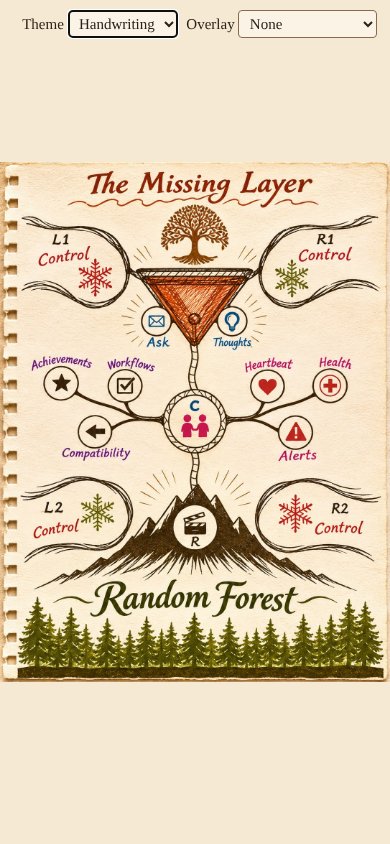 Theme Handwriting Overlay None
The Missing Layer
L1
Control
R1
Control
Ask
Thoughts
Achievements
Workflows
Heartbeat
Health
C
Compatibility
Alerts
L2
Control
R2
Control
R
Random Forest